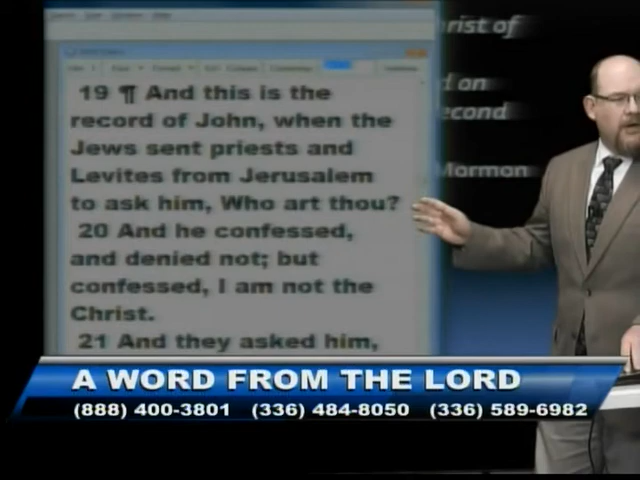 rist of
d on
econd
Mormon
19 ¶ And this is the
record of John, when the
Jews sent priests and
Levites from Jerusalem
to ask him, Who art thou?
20 And he confessed,
and denied not; but
confessed, I am not the
Christ.
21 And they asked him,
A WORD FROM THE LORD
(888) 400-3801 (336) 484-8050 (336) 589-6982